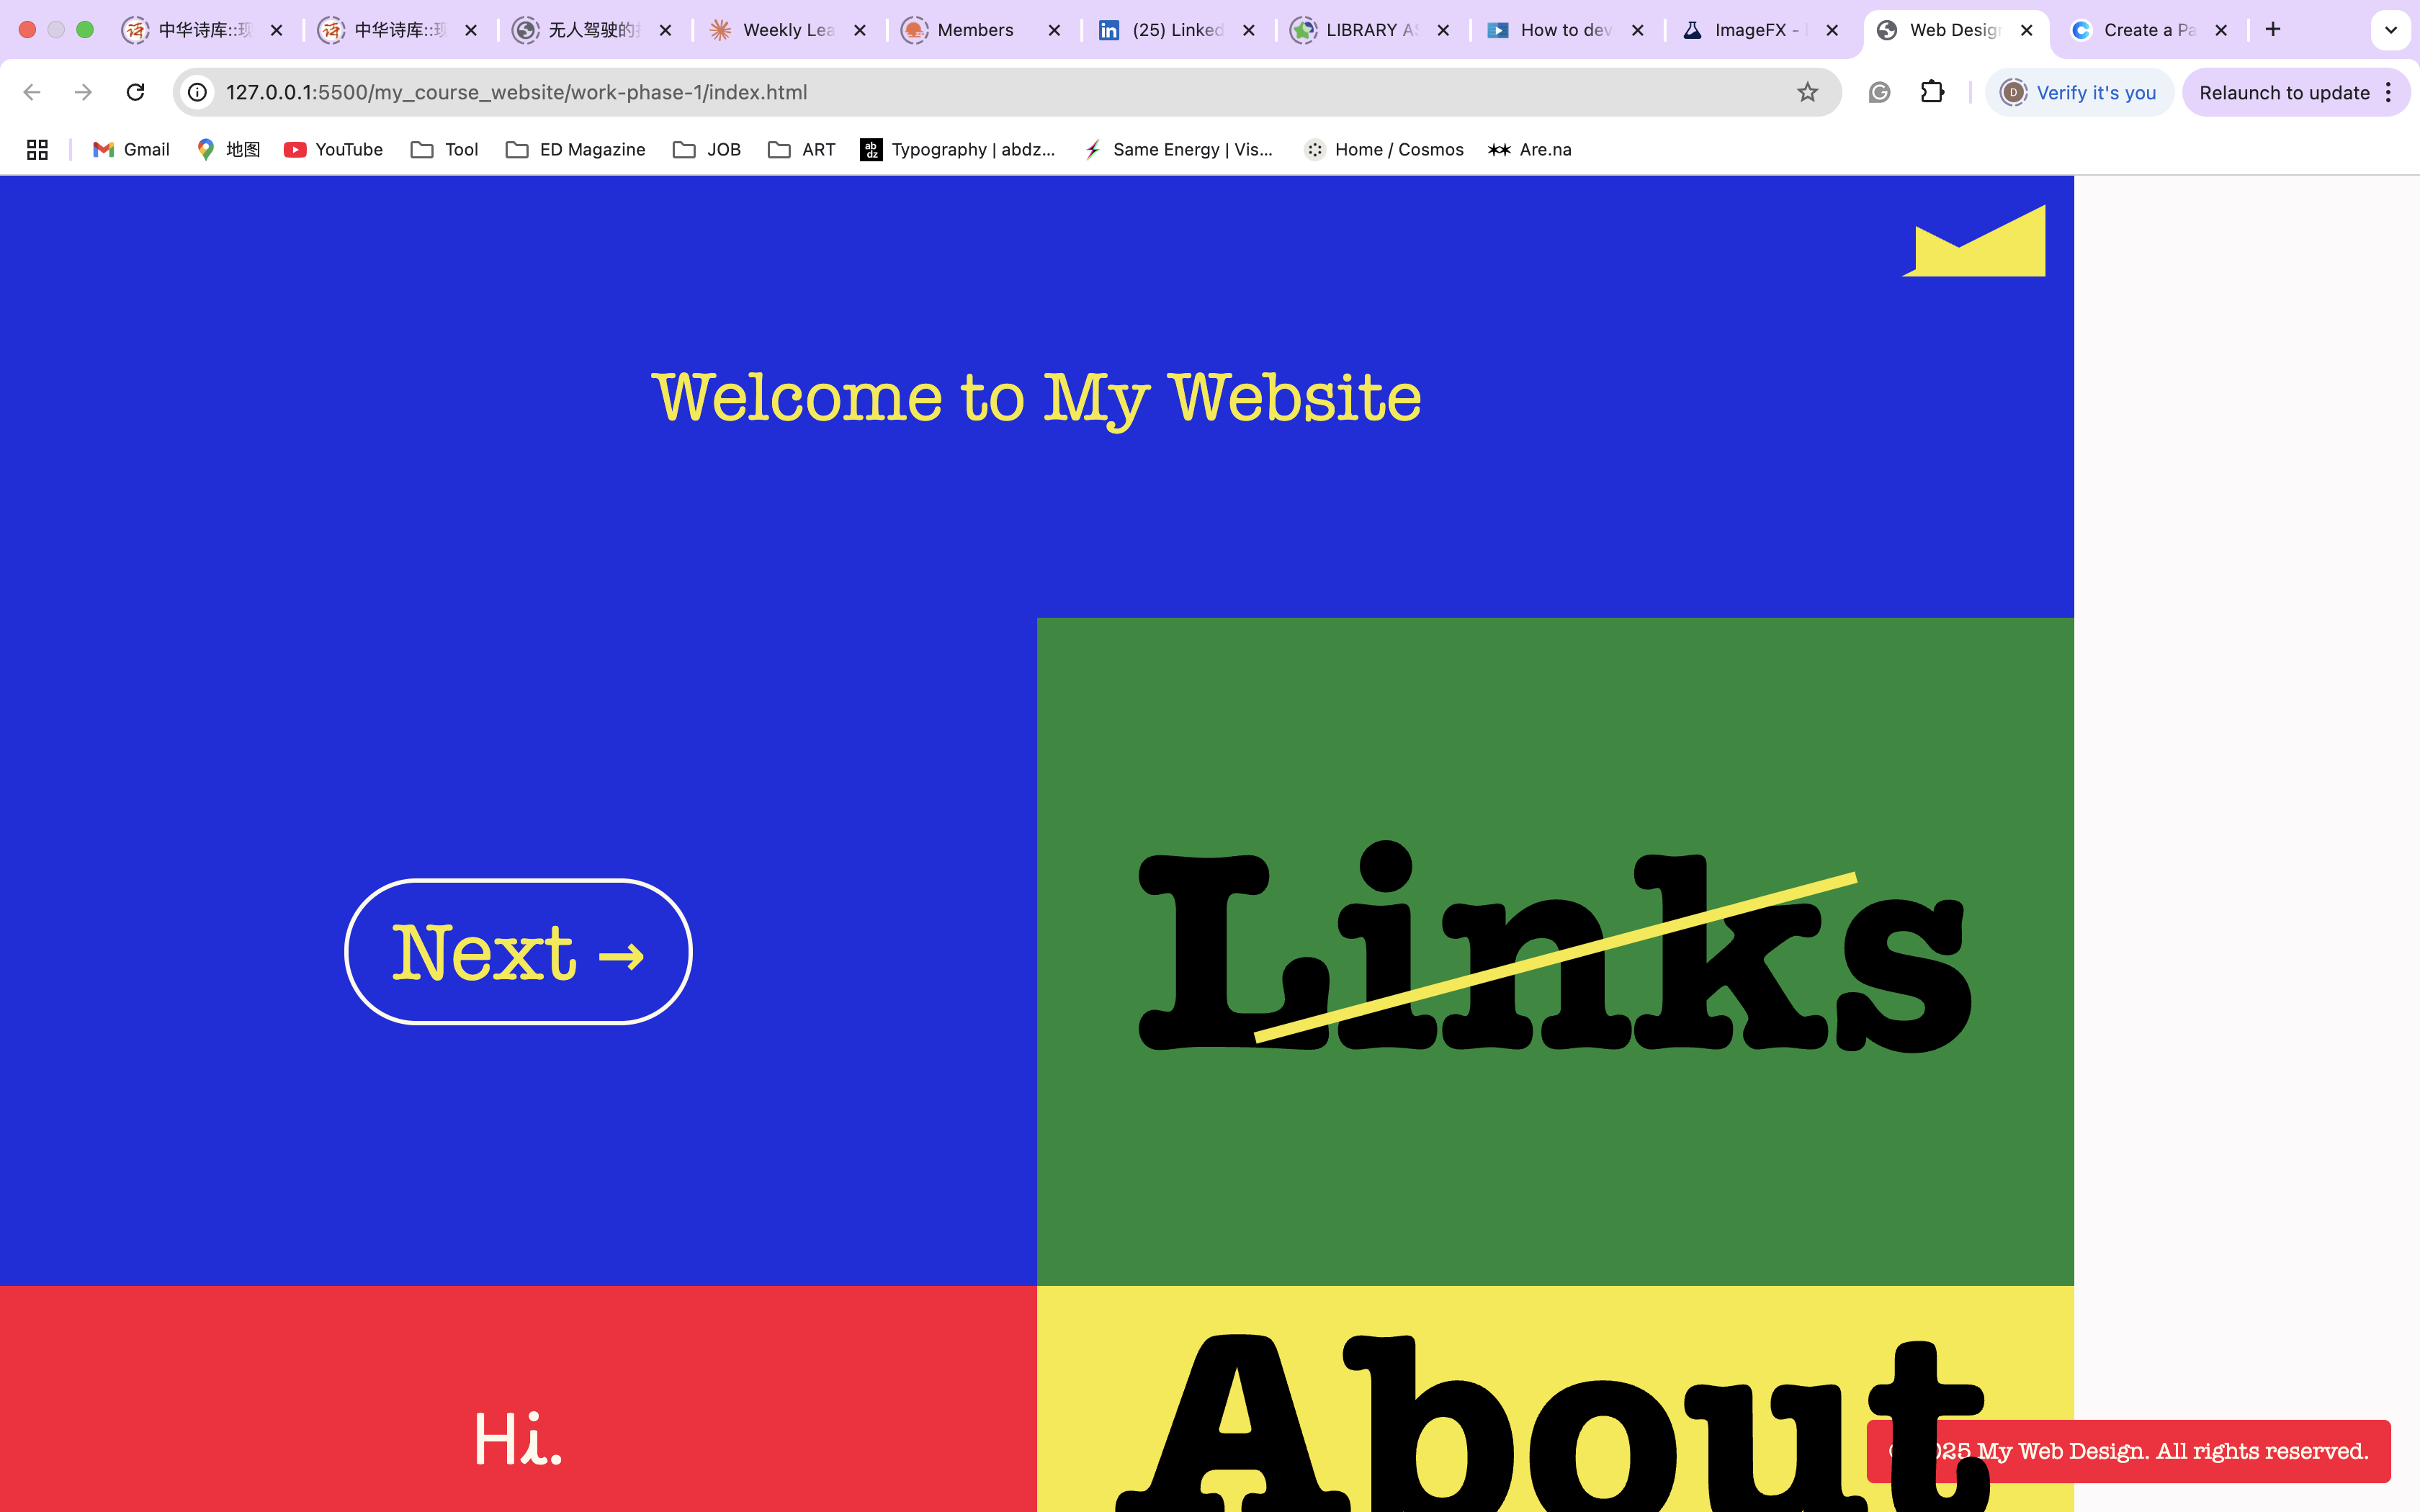 中华诗库::现
中华诗库::现
无人驾驶的
Weekly Lea
Members
(25) Linked
LIBRARY AS
How to dev
ImageFX -
Web Design
Create a Pa
127.0.0.1:5500/my_course_website/work-phase-1/index.html
Verify it's you
Relaunch to update
Gmail
地图
YouTube
Tool
ED Magazine
JOB
ART
Typography | abdz...
Same Energy | Vis...
Home / Cosmos
Are.na
Welcome to My Website
Next →
Links
Hi.
About
My Web Design. All rights reserved.